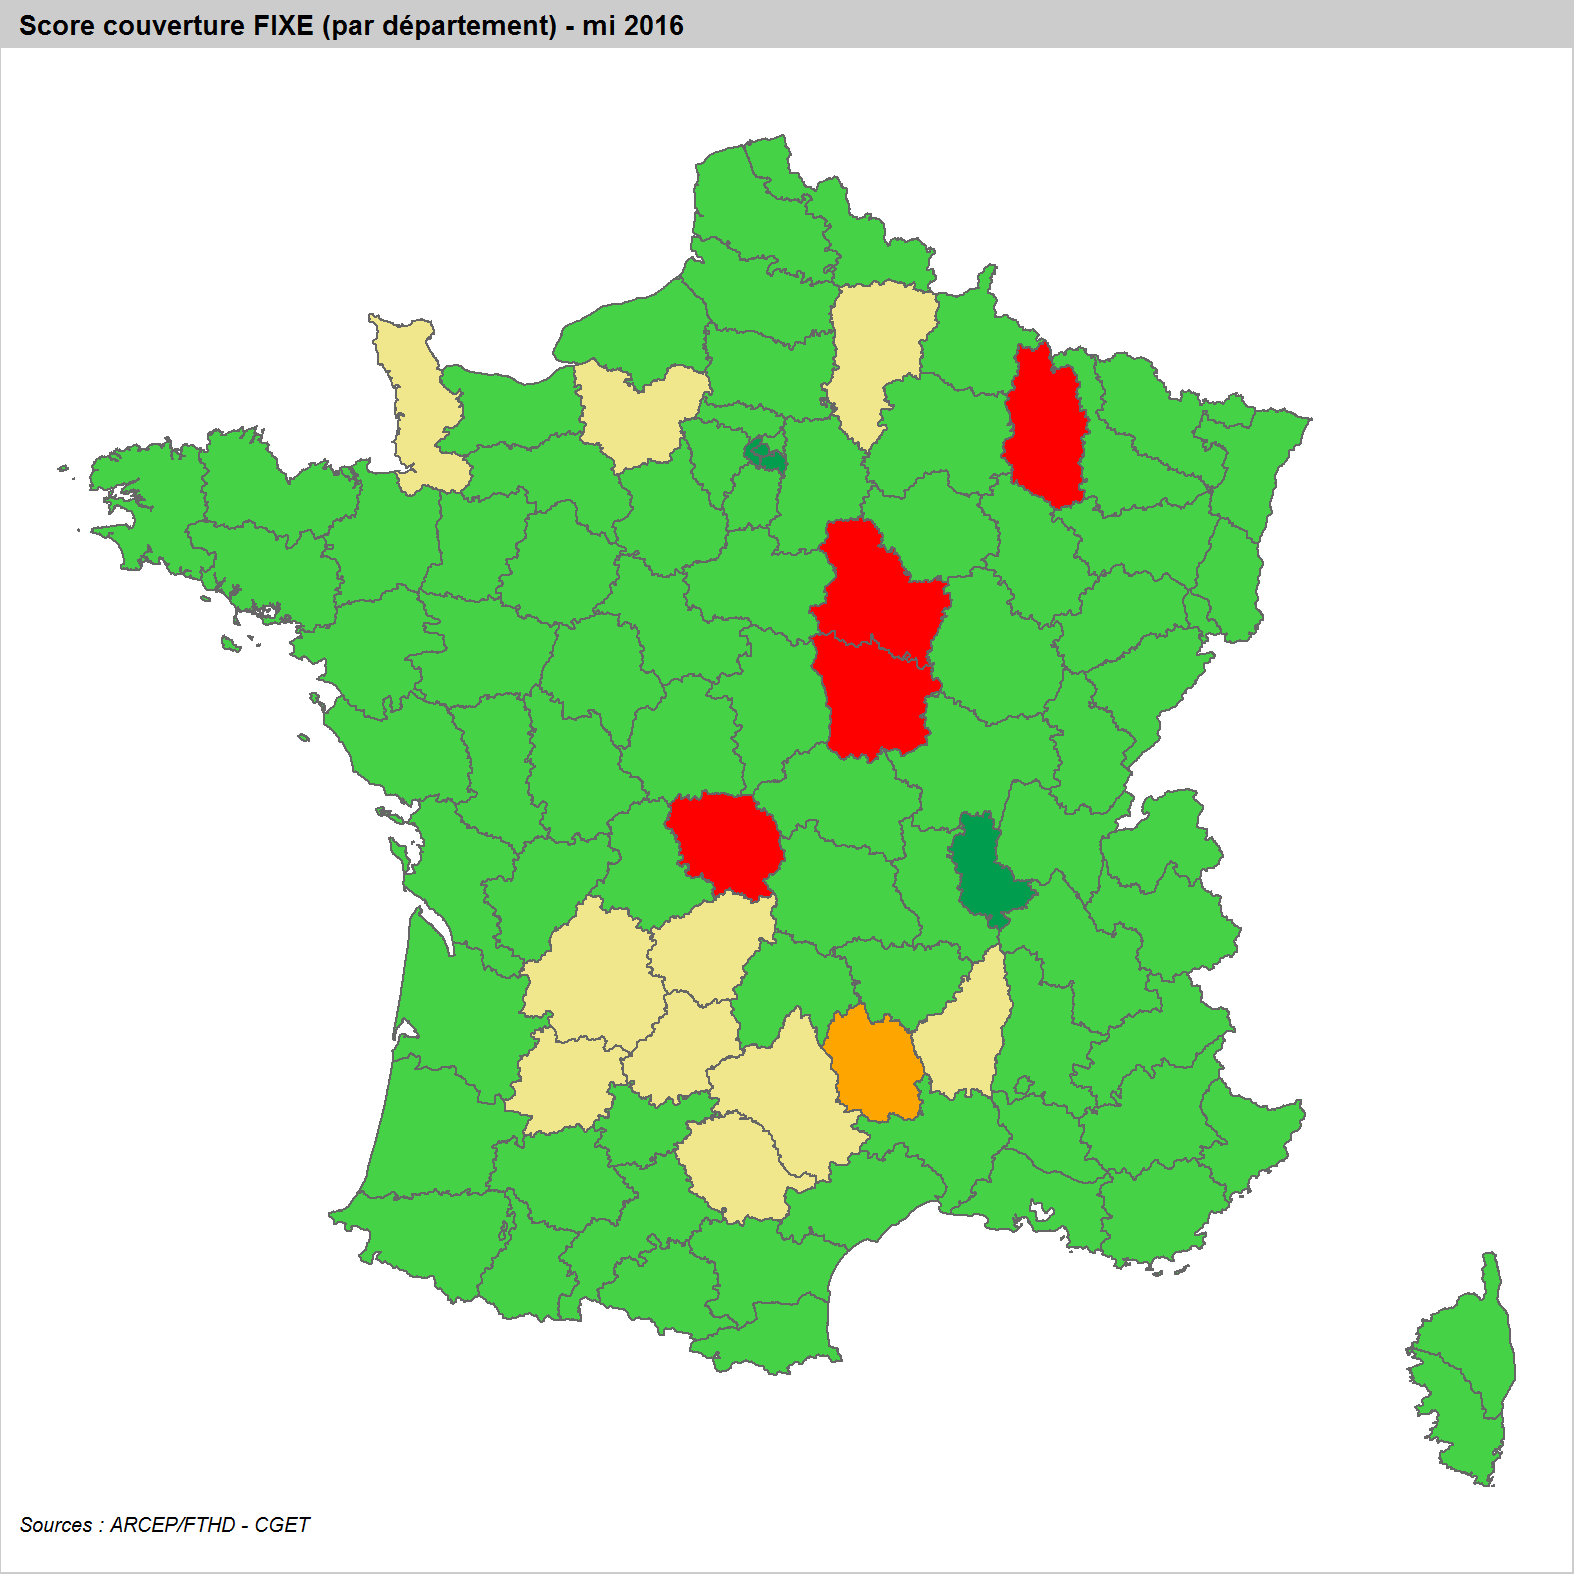 Score couverture FIXE (par département) - mi 2016
Sources : ARCEP/FTHD - CGET